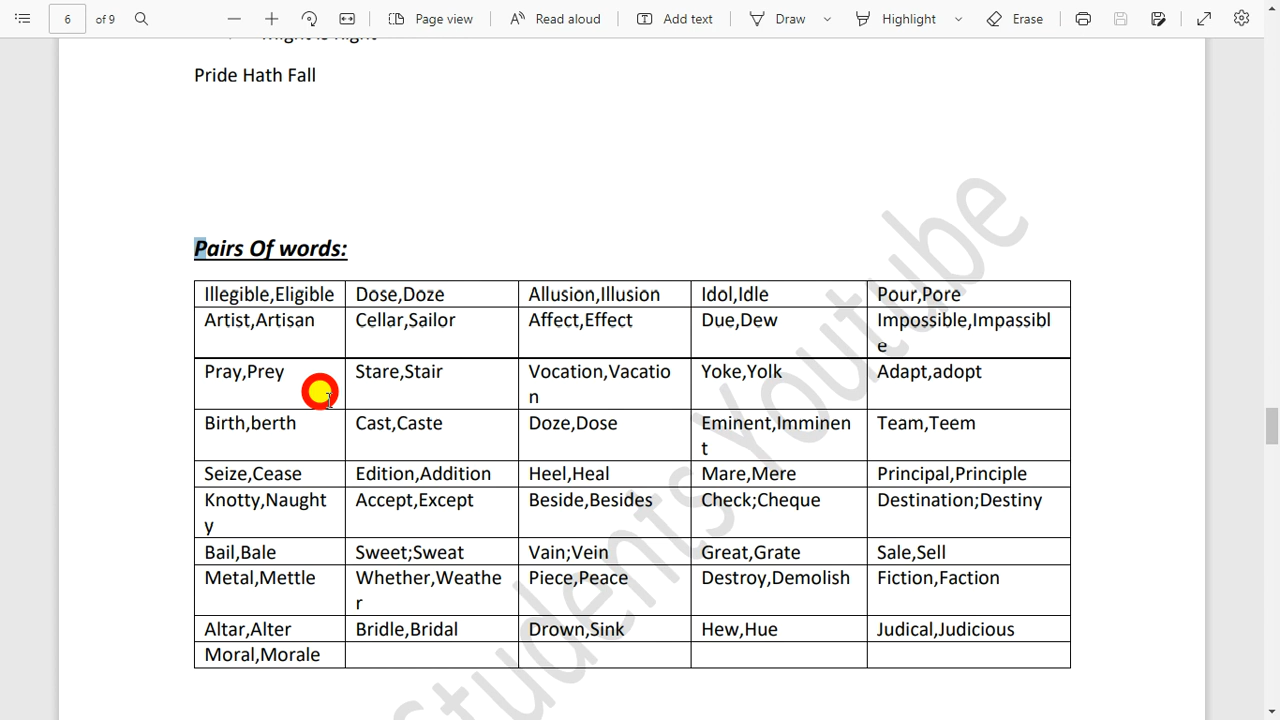 6 of 9 Page view Read aloud Add text Draw Highlight Erase
Might is Right
Pride Hath Fall
Pairs Of words:
Illegible,Eligible Dose,Doze Allusion,Illusion Idol,Idle Pour,Pore
Artist,Artisan Cellar,Sailor Affect,Effect Due,Dew Impossible,Impassibl
e
Pray,Prey Stare,Stair Vocation,Vacatio Yoke,Yolk Adapt,adopt
n
Birth,berth Cast,Caste Doze,Dose Eminent,Imminen Team,Teem
t
Seize,Cease Edition,Addition Heel,Heal Mare,Mere Principal,Principle
Knotty,Naught Accept,Except Beside,Besides Check;Cheque Destination;Destiny
y
Bail,Bale Sweet;Sweat Vain;Vein Great,Grate Sale,Sell
Metal,Mettle Whether,Weathe Piece,Peace Destroy,Demolish Fiction,Faction
r
Altar,Alter Bridle,Bridal Drown,Sink Hew,Hue Judical,Judicious
Moral,Morale
Students Youtube